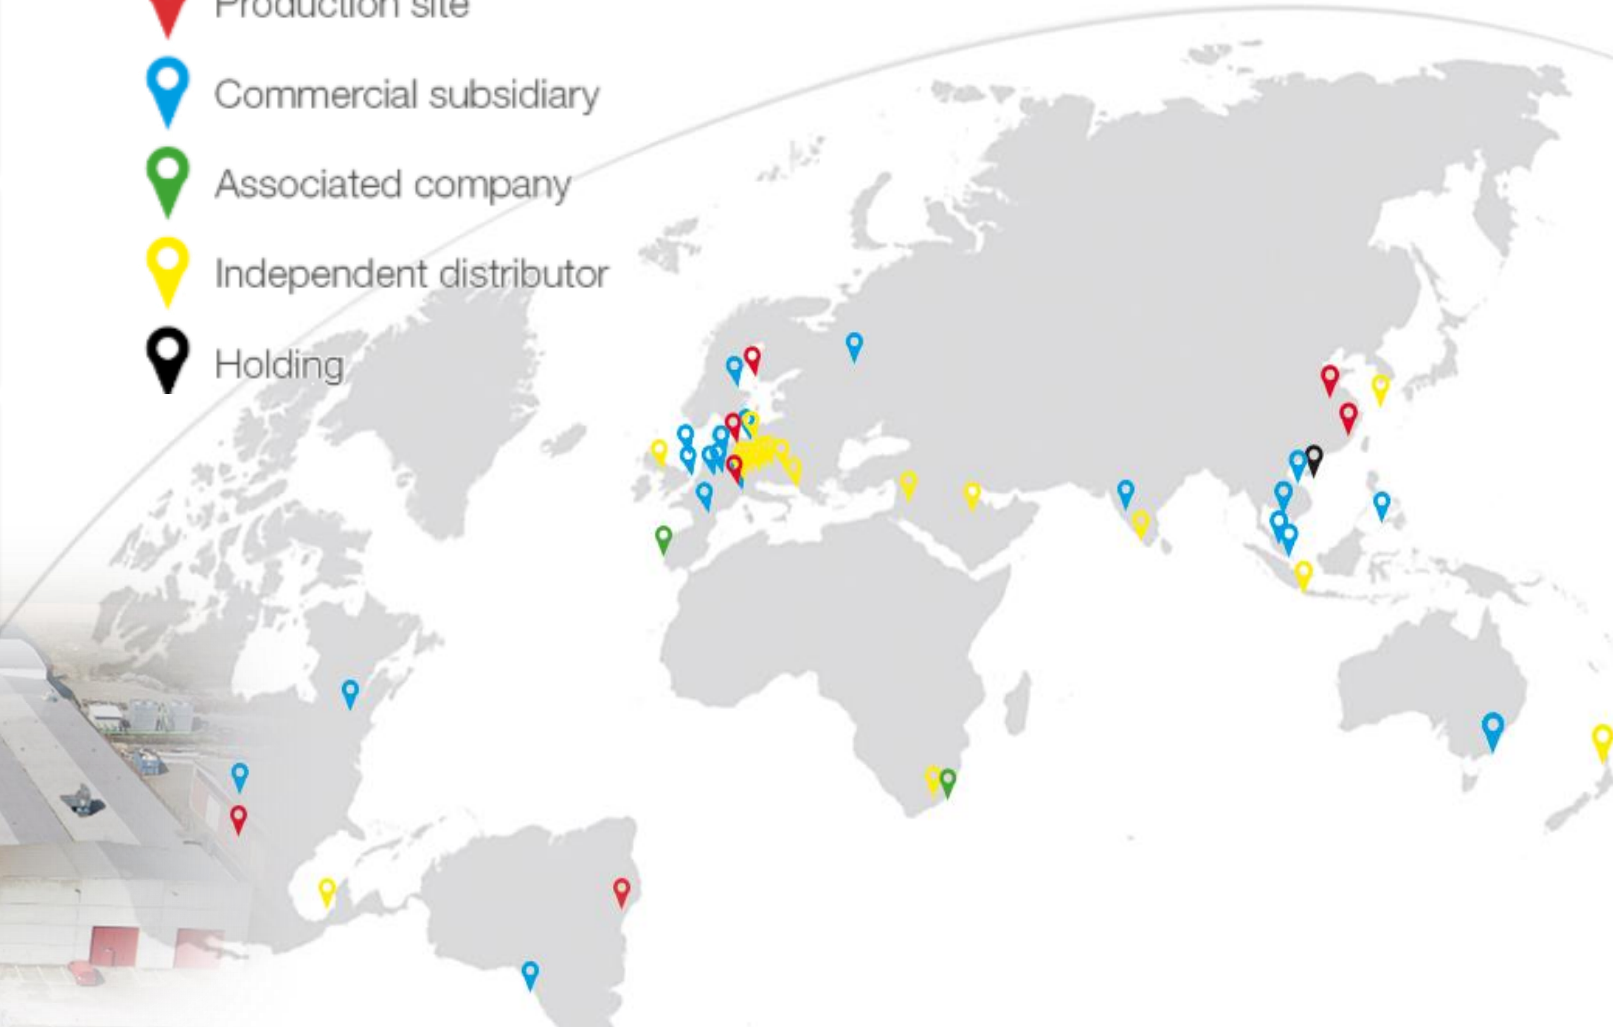 Production site
Commercial subsidiary
Associated company
Independent distributor
Holding